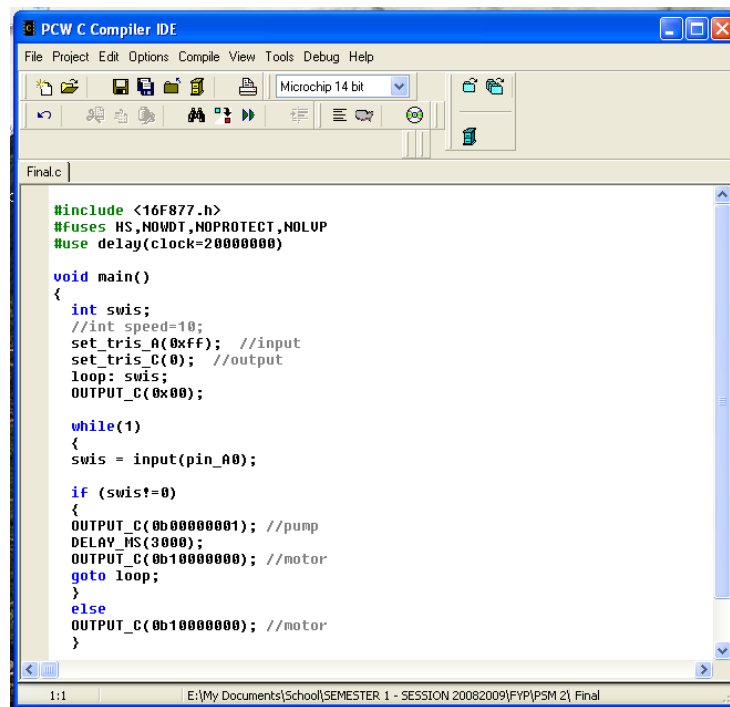 PCW C Compiler IDE
File Project Edit Options Compile View Tools Debug Help
Microchip 14 bit
Final.c
#include <16F877.h>
#fuses HS,NOWDT,NOPROTECT,NOLVP
#use delay(clock=20000000)
void main()
{
int swis;
//int speed=10;
set_tris_A(0xff); //input
set_tris_C(0); //output
loop: swis;
OUTPUT_C(0x00);
while(1)
{
swis = input(pin_A0);
if (swis!=0)
{
OUTPUT_C(0b00000001); //pump
DELAY_MS(3000);
OUTPUT_C(0b10000000); //motor
goto loop;
}
else
OUTPUT_C(0b10000000); //motor
}
1:1 E:\My Documents\School\SEMESTER 1 - SESSION 20082009\FYP\PSM 2\ Final